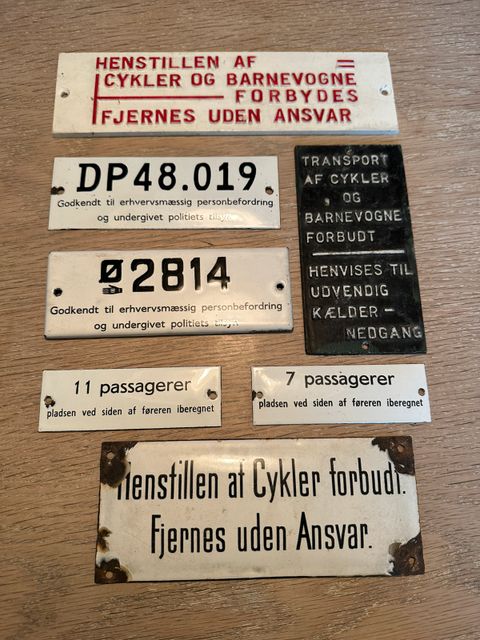 HENSTILLEN AF
CYKLER OG BARNEVOGNE
FORBYDES
FJERNES UDEN ANSVAR
DP48.019
Godkendt til erhvervsmæssig personbefordring
og undergivet politiets tilsyn
TRANSPORT
AF CYKLER
OG
BARNEVOGNE
FORBUDT
HENVISES TIL
UDVENDIG
KÆLDER –
NEDGANG
Ø2814
Godkendt til erhvervsmæssig personbefordring
og undergivet politiets tilsyn
11 passagerer
pladsen ved siden af føreren iberegnet
7 passagerer
pladsen ved siden af føreren iberegnet
Henstillen af Cykler forbudt.
Fjernes uden Ansvar.